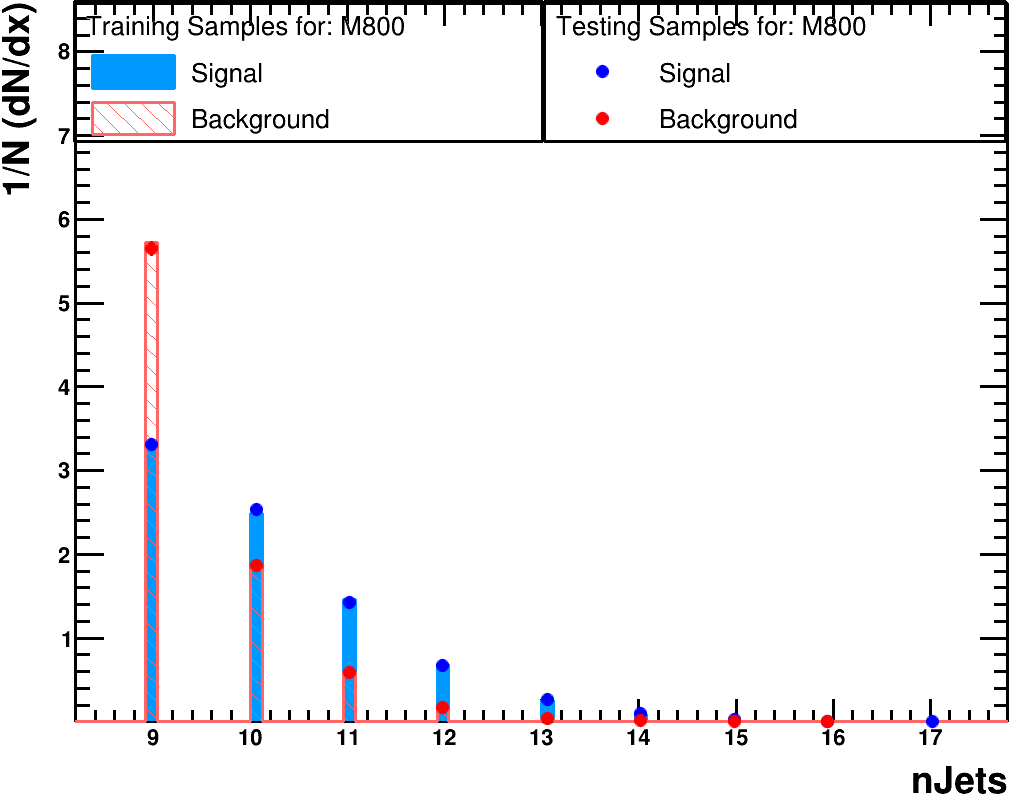 1/N (dN/dx)
Training Samples for: M800
Signal
Background
Testing Samples for: M800
Signal
Background
8
7
6
5
4
3
2
1
9 10 11 12 13 14 15 16 17
nJets